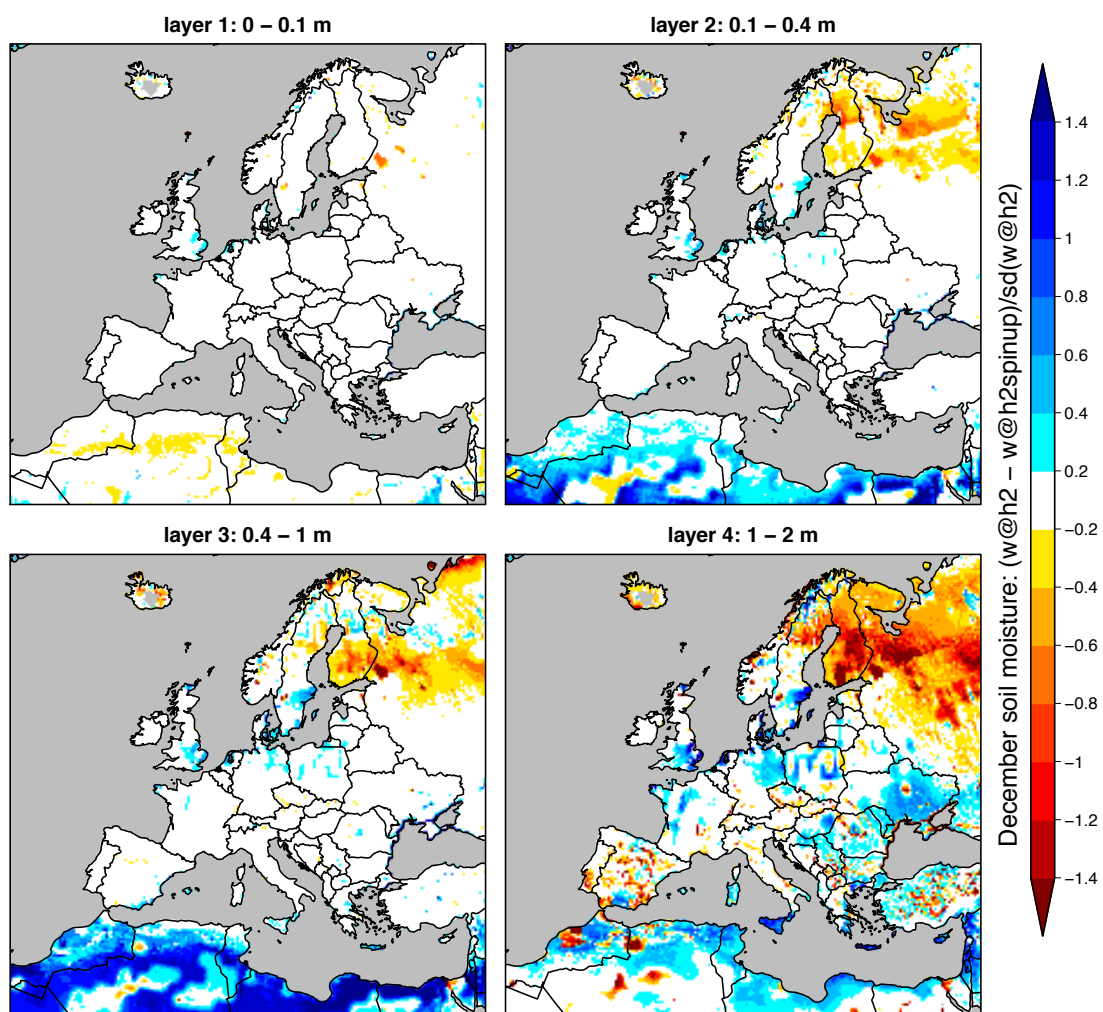 layer 1: 0 – 0.1 m
layer 2: 0.1 – 0.4 m
layer 3: 0.4 – 1 m
layer 4: 1 – 2 m
1.4
1.2
1
0.8
0.6
0.4
0.2
−0.2
−0.4
−0.6
−0.8
−1
−1.2
−1.4
December soil moisture: (w@h2 − w@h2spinup)/sd(w@h2)